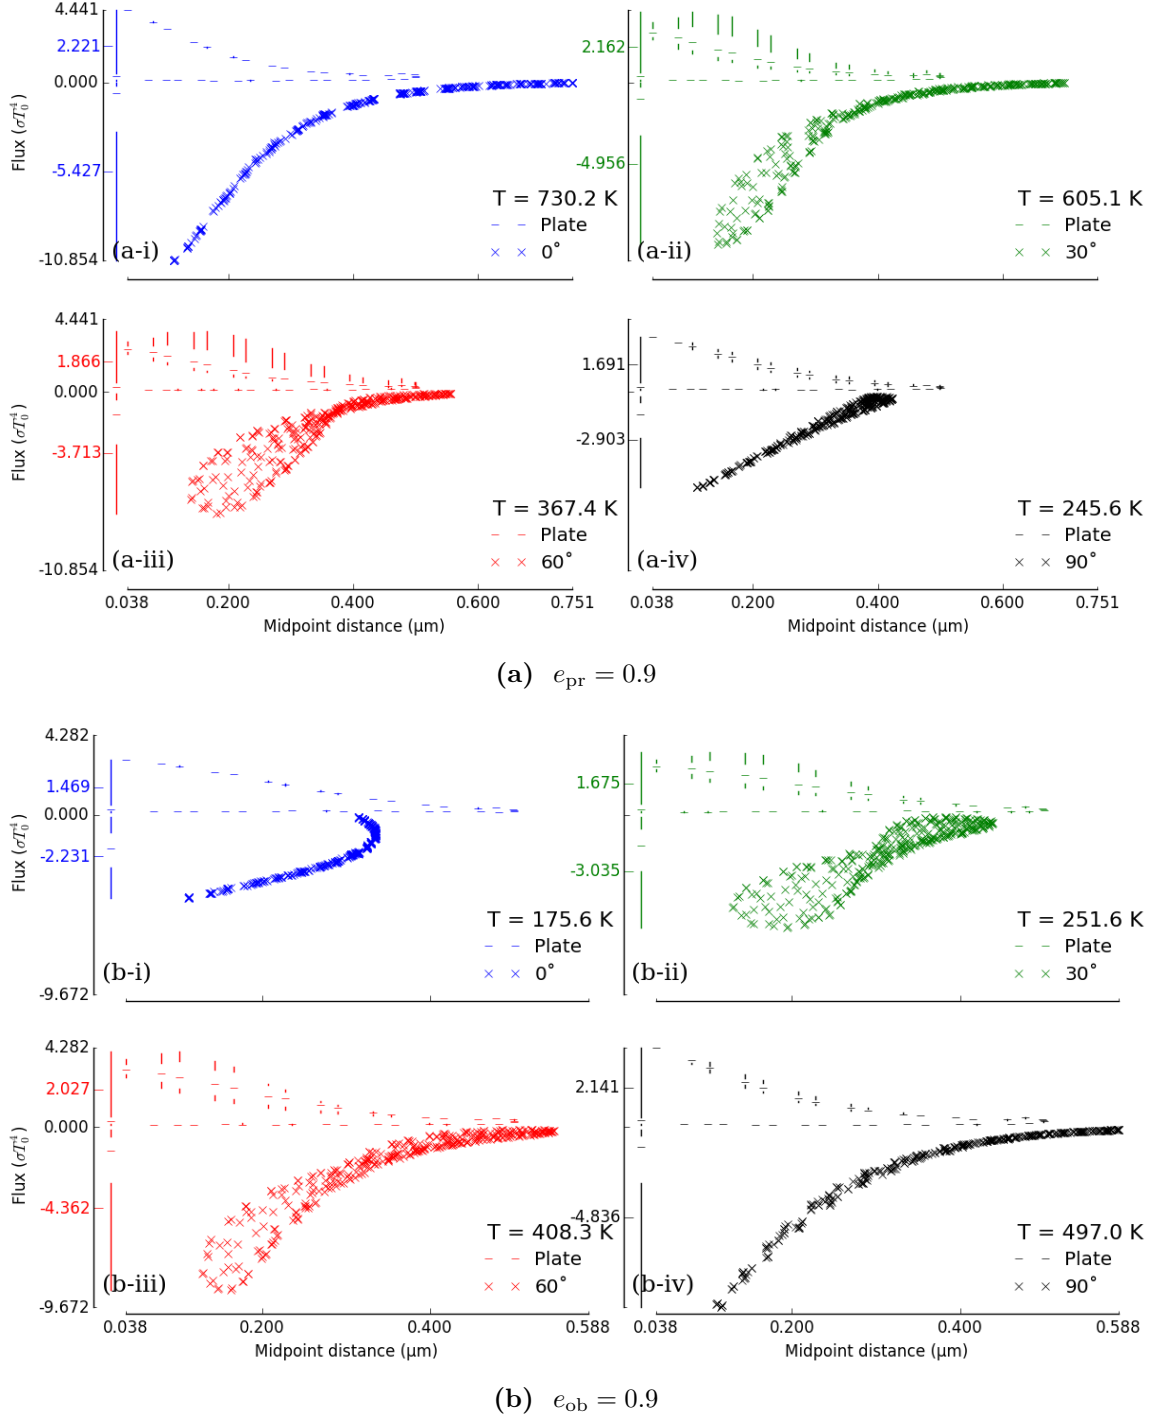 4.441
2.221
0.000
-5.427
-10.854
Flux (σT₀⁴)
T = 730.2 K
Plate
0°
(a-i)
2.162
-4.956
T = 605.1 K
Plate
30°
(a-ii)
4.441
1.866
0.000
-3.713
-10.854
Flux (σT₀⁴)
T = 367.4 K
Plate
60°
(a-iii)
0.038 0.200 0.400 0.600 0.751
Midpoint distance (μm)
1.691
-2.903
T = 245.6 K
Plate
90°
(a-iv)
0.038 0.200 0.400 0.600 0.751
Midpoint distance (μm)
(a) e_pr = 0.9
4.282
1.469
0.000
-2.231
-9.672
Flux (σT₀⁴)
T = 175.6 K
Plate
0°
(b-i)
1.675
-3.035
T = 251.6 K
Plate
30°
(b-ii)
4.282
2.027
0.000
-4.362
-9.672
Flux (σT₀⁴)
T = 408.3 K
Plate
60°
(b-iii)
0.038 0.200 0.400 0.588
Midpoint distance (μm)
2.141
-4.836
T = 497.0 K
Plate
90°
(b-iv)
0.038 0.200 0.400 0.588
Midpoint distance (μm)
(b) e_ob = 0.9